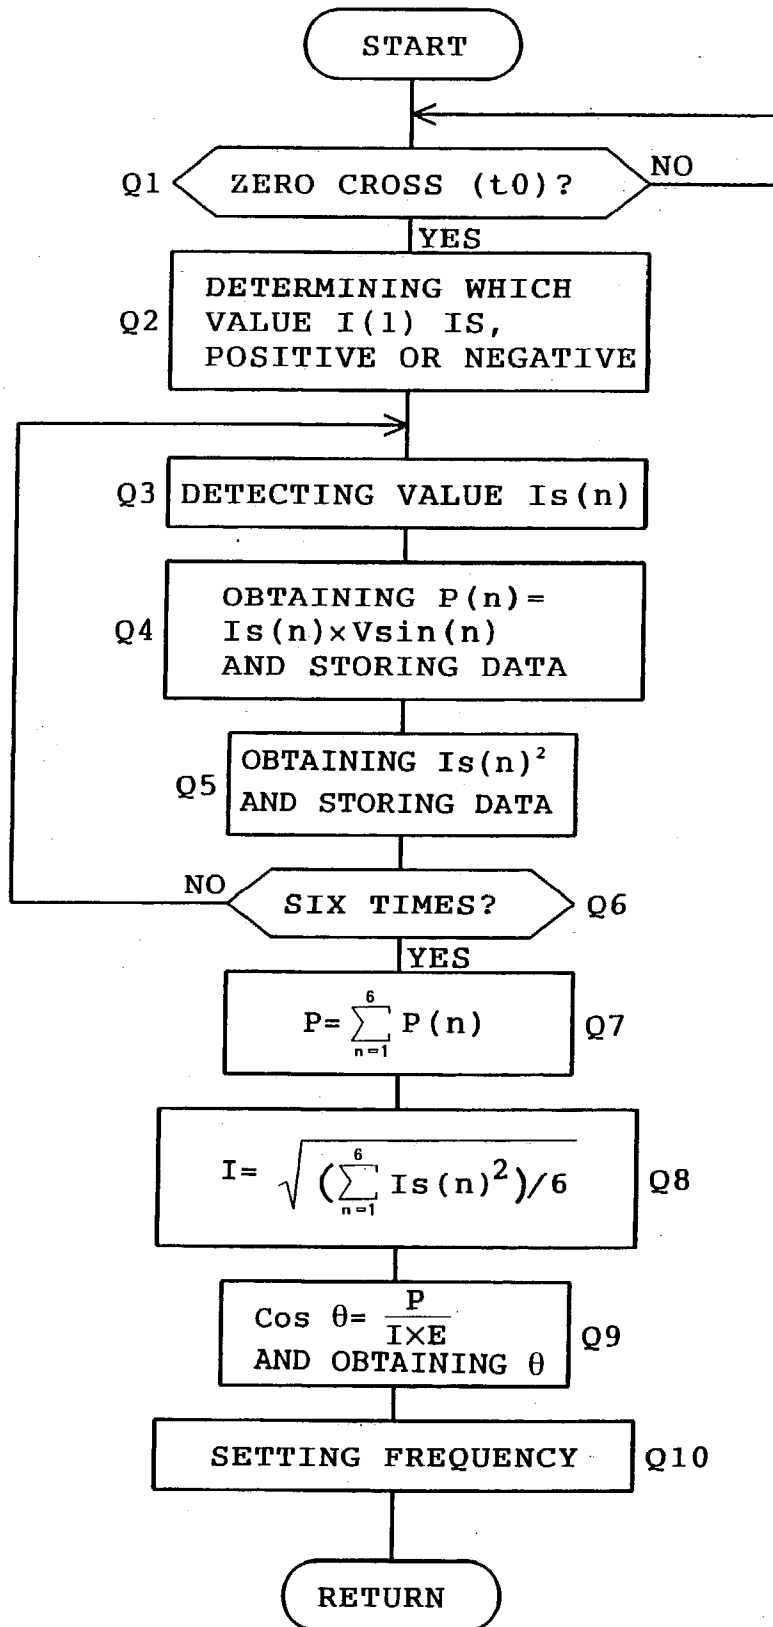 START
Q1 ZERO CROSS (t0)? NO
YES
Q2 DETERMINING WHICH
VALUE I(1) IS,
POSITIVE OR NEGATIVE
Q3 DETECTING VALUE Is(n)
Q4 OBTAINING P(n)=
Is(n)×Vsin(n)
AND STORING DATA
Q5 OBTAINING Is(n)²
AND STORING DATA
NO SIX TIMES? Q6
YES
P=∑ₙ₌₁⁶ P(n) Q7
I=√(∑ₙ₌₁⁶ Is(n)²)/6 Q8
Cos θ= P/I×E Q9
AND OBTAINING θ
SETTING FREQUENCY Q10
RETURN